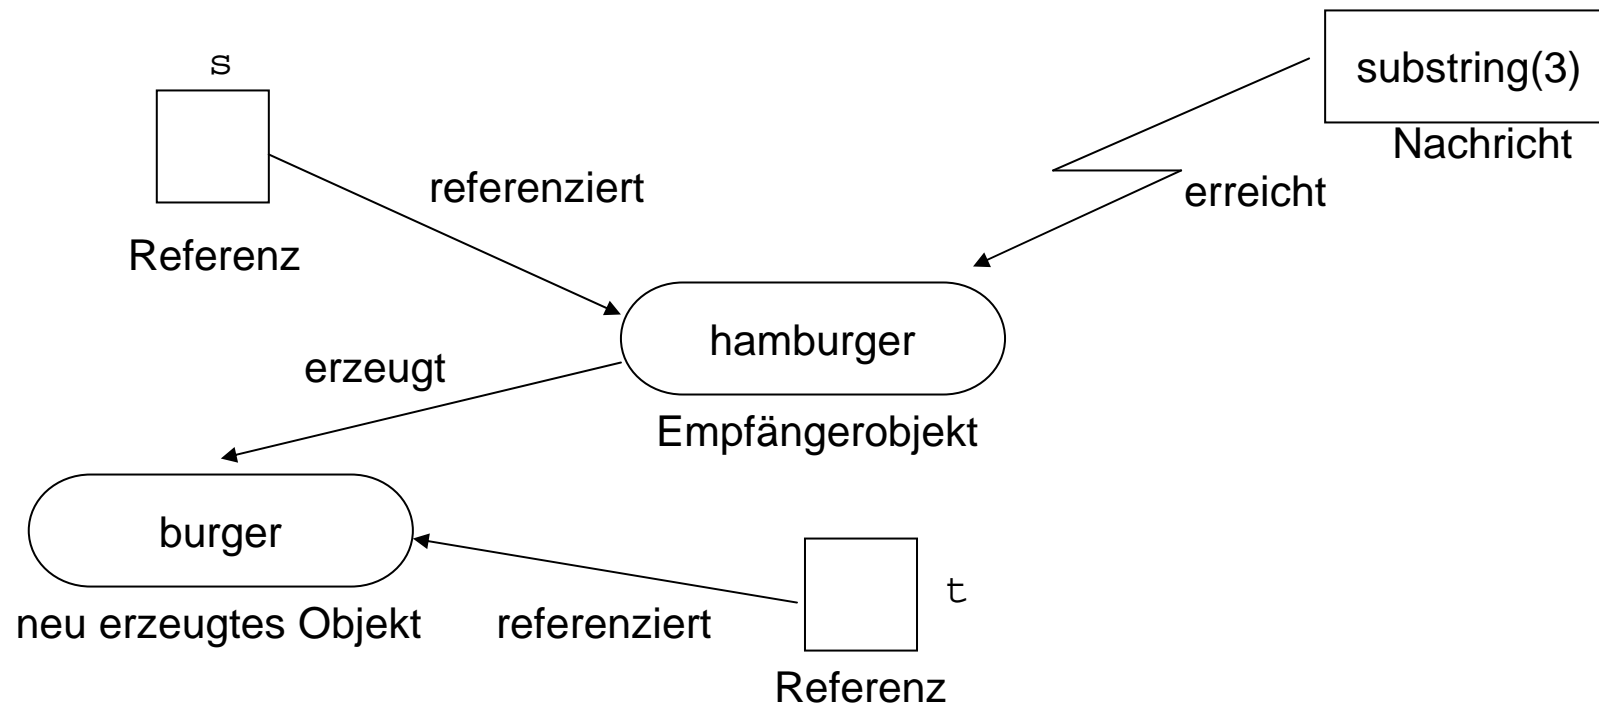 s
substring(3)
Nachricht
referenziert
erreicht
Referenz
hamburger
erzeugt
Empfängerobjekt
burger
t
neu erzeugtes Objekt
referenziert
Referenz